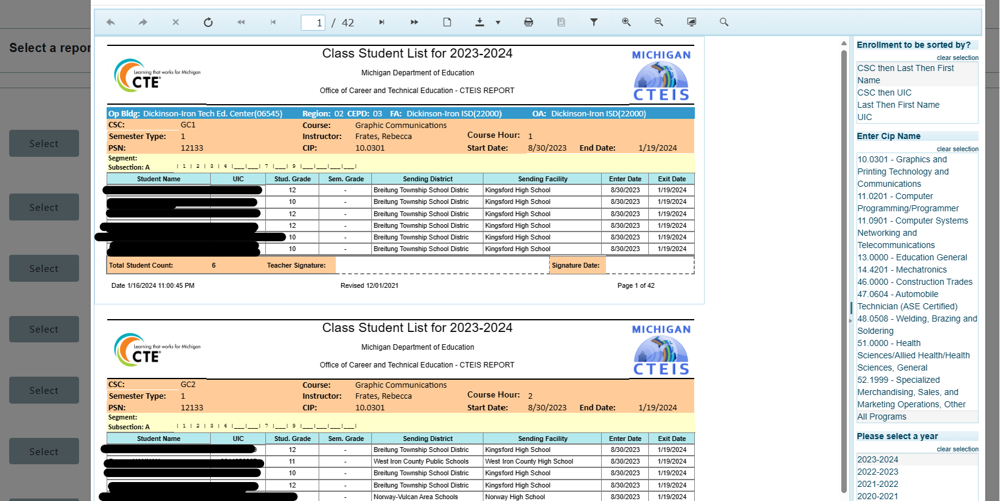 1 / 42
Select a repor
Select
Select
Select
Select
Select
Select
Class Student List for 2023-2024
Learning that works for Michigan
CTE
Michigan Department of Education
Office of Career and Technical Education - CTEIS REPORT
MICHIGAN
CTEIS
Op Bldg: Dickinson-Iron Tech Ed. Center(06545) Region: 02 CEPD: 03 FA: Dickinson-Iron ISD(22000) OA: Dickinson-Iron ISD(22000)
CSC: GC1 Course: Graphic Communications
Semester Type: 1 Instructor: Frates, Rebecca Course Hour: 1
PSN: 12133 CIP: 10.0301 Start Date: 8/30/2023 End Date: 1/19/2024
Segment:
Subsection: A | 1 | 2 | 3 | 4 |___|___| 7 |___| 9 |___|___|___|___|
Student Name UIC Stud. Grade Sem. Grade Sending District Sending Facility Enter Date Exit Date
12 - Breitung Township School Distric Kingsford High School 8/30/2023 1/19/2024
10 - Breitung Township School Distric Kingsford High School 8/30/2023 1/19/2024
12 - Breitung Township School Distric Kingsford High School 8/30/2023 1/19/2024
12 - Breitung Township School Distric Kingsford High School 8/30/2023 1/19/2024
10 - Breitung Township School Distric Kingsford High School 8/30/2023 1/19/2024
10 - Breitung Township School Distric Kingsford High School 8/30/2023 1/19/2024
Total Student Count: 6 Teacher Signature: Signature Date:
Date 1/16/2024 11:00:45 PM Revised 12/01/2021 Page 1 of 42
Class Student List for 2023-2024
Learning that works for Michigan
CTE
Michigan Department of Education
Office of Career and Technical Education - CTEIS REPORT
MICHIGAN
CTEIS
CSC: GC2 Course: Graphic Communications
Semester Type: 1 Instructor: Frates, Rebecca Course Hour: 2
PSN: 12133 CIP: 10.0301 Start Date: 8/30/2023 End Date: 1/19/2024
Segment:
Subsection: A | 1 | 2 | 3 | 4 |___|___| 7 |___| 9 |___|___|___|___|
Student Name UIC Stud. Grade Sem. Grade Sending District Sending Facility Enter Date Exit Date
12 - Breitung Township School Distric Kingsford High School 8/30/2023 1/19/2024
11 - West Iron County Public Schools West Iron County High School 8/30/2023 1/19/2024
10 - Breitung Township School Distric Kingsford High School 8/30/2023 1/19/2024
12 - Breitung Township School Distric Kingsford High School 8/30/2023 1/19/2024
- Norway-Vulcan Area Schools Norway High School 8/30/2023 1/19/2024
Enrollment to be sorted by?
clear selection
CSC then Last Then First
Name
CSC then UIC
Last Then First Name
UIC
Enter Cip Name
clear selection
10.0301 - Graphics and
Printing Technology and
Communications
11.0201 - Computer
Programming/Programmer
11.0901 - Computer Systems
Networking and
Telecommunications
13.0000 - Education General
14.4201 - Mechatronics
46.0000 - Construction Trades
47.0604 - Automobile
Technician (ASE Certified)
48.0508 - Welding, Brazing and
Soldering
51.0000 - Health
Sciences/Allied Health/Health
Sciences, General
52.1999 - Specialized
Merchandising, Sales, and
Marketing Operations, Other
All Programs
Please select a year
clear selection
2023-2024
2022-2023
2021-2022
2020-2021